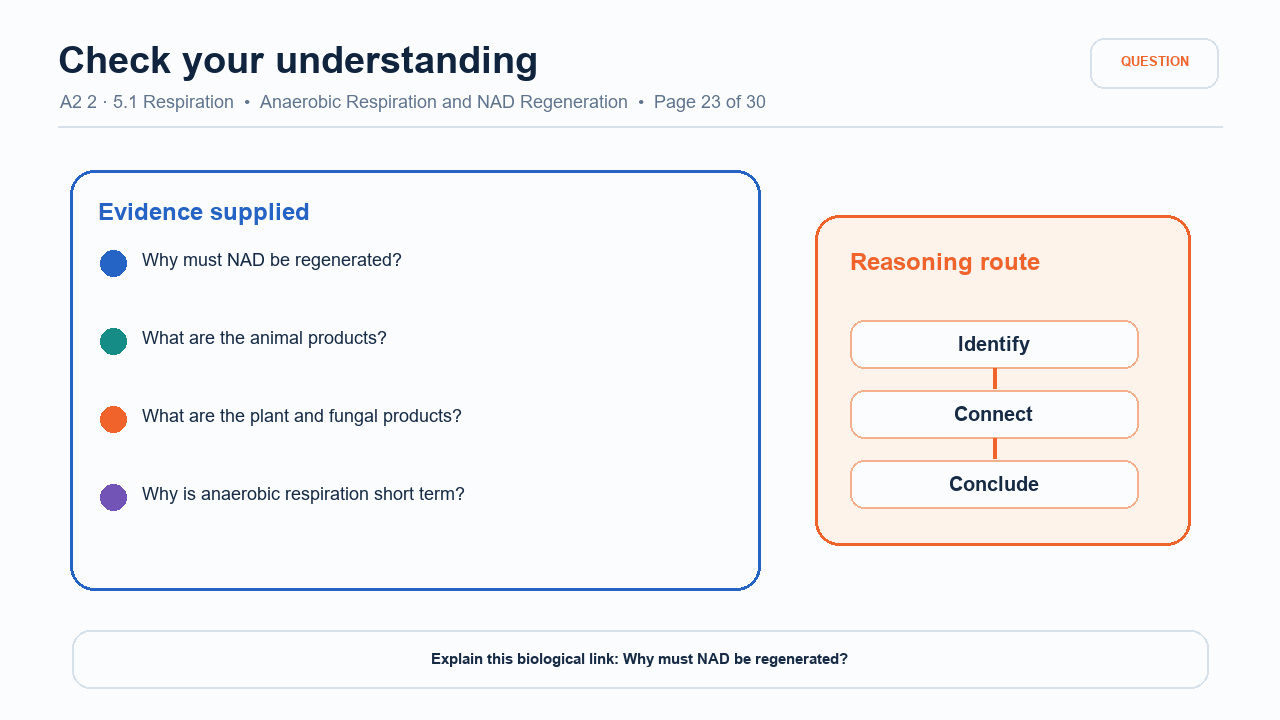 Check your understanding
QUESTION
A2 2 · 5.1 Respiration • Anaerobic Respiration and NAD Regeneration • Page 23 of 30
Evidence supplied
Why must NAD be regenerated?
What are the animal products?
What are the plant and fungal products?
Why is anaerobic respiration short term?
Reasoning route
Identify
Connect
Conclude
Explain this biological link: Why must NAD be regenerated?